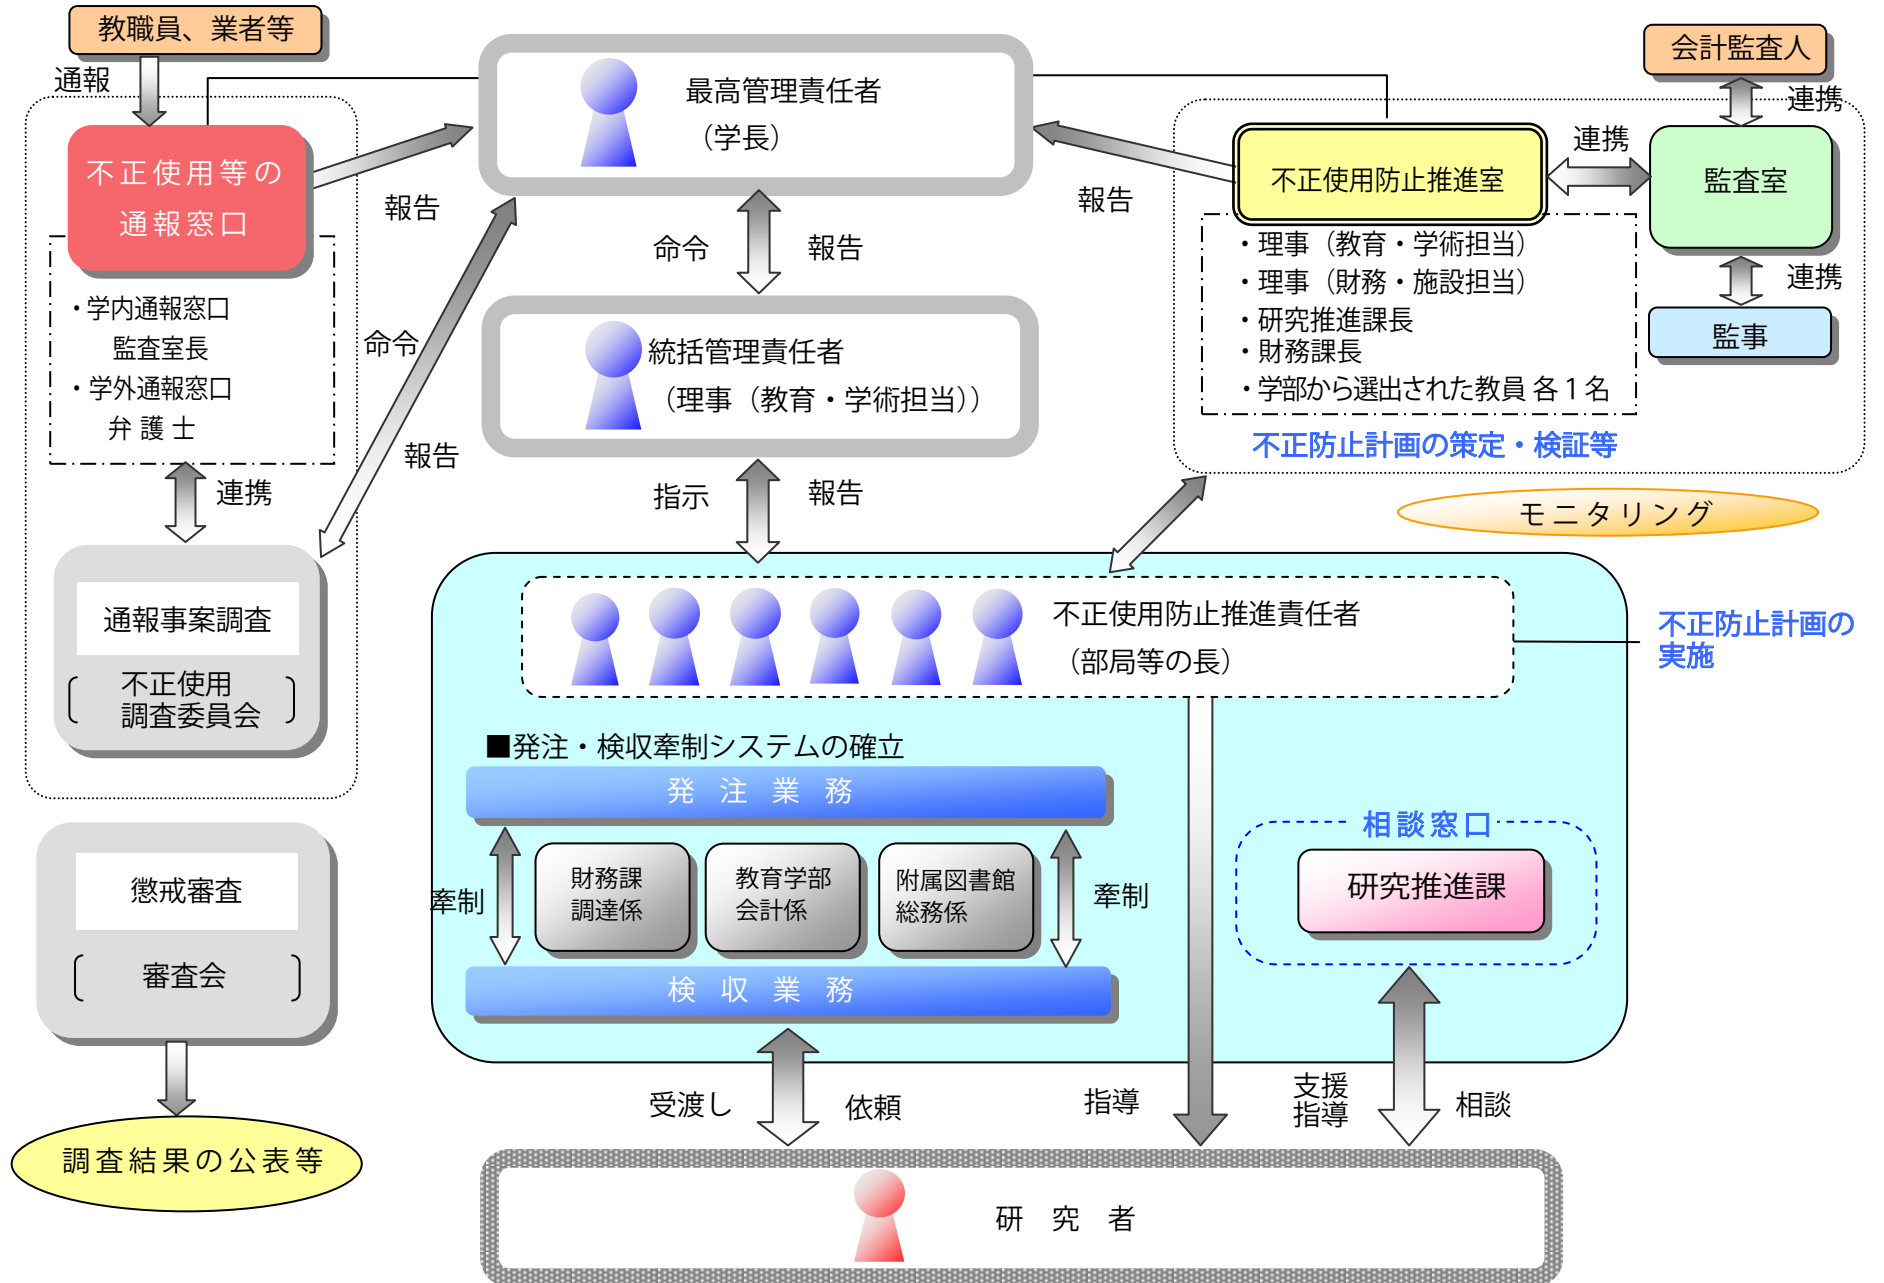 教職員、業者等
通報
不正使用等の
通報窓口
・学内通報窓口
監査室長
・学外通報窓口
弁 護 士
連携
通報事案調査
不正使用
調査委員会
懲戒審査
審査会
調査結果の公表等
最高管理責任者
（学長）
報告
報告
命令
報告
命令
報告
統括管理責任者
（理事（教育・学術担当））
指示
報告
会計監査人
連携
不正使用防止推進室
連携
監査室
連携
監事
・理事（教育・学術担当）
・理事（財務・施設担当）
・研究推進課長
・財務課長
・学部から選出された教員 各１名
不正防止計画の策定・検証等
モニタリング
不正使用防止推進責任者
（部局等の長）
不正防止計画の
実施
■発注・検収牽制システムの確立
発　注　業　務
牽制
財務課
調達係
教育学部
会計係
附属図書館
総務係
牽制
検　収　業　務
相談窓口
研究推進課
受渡し
依頼
指導
支援
指導
相談
研　究　者